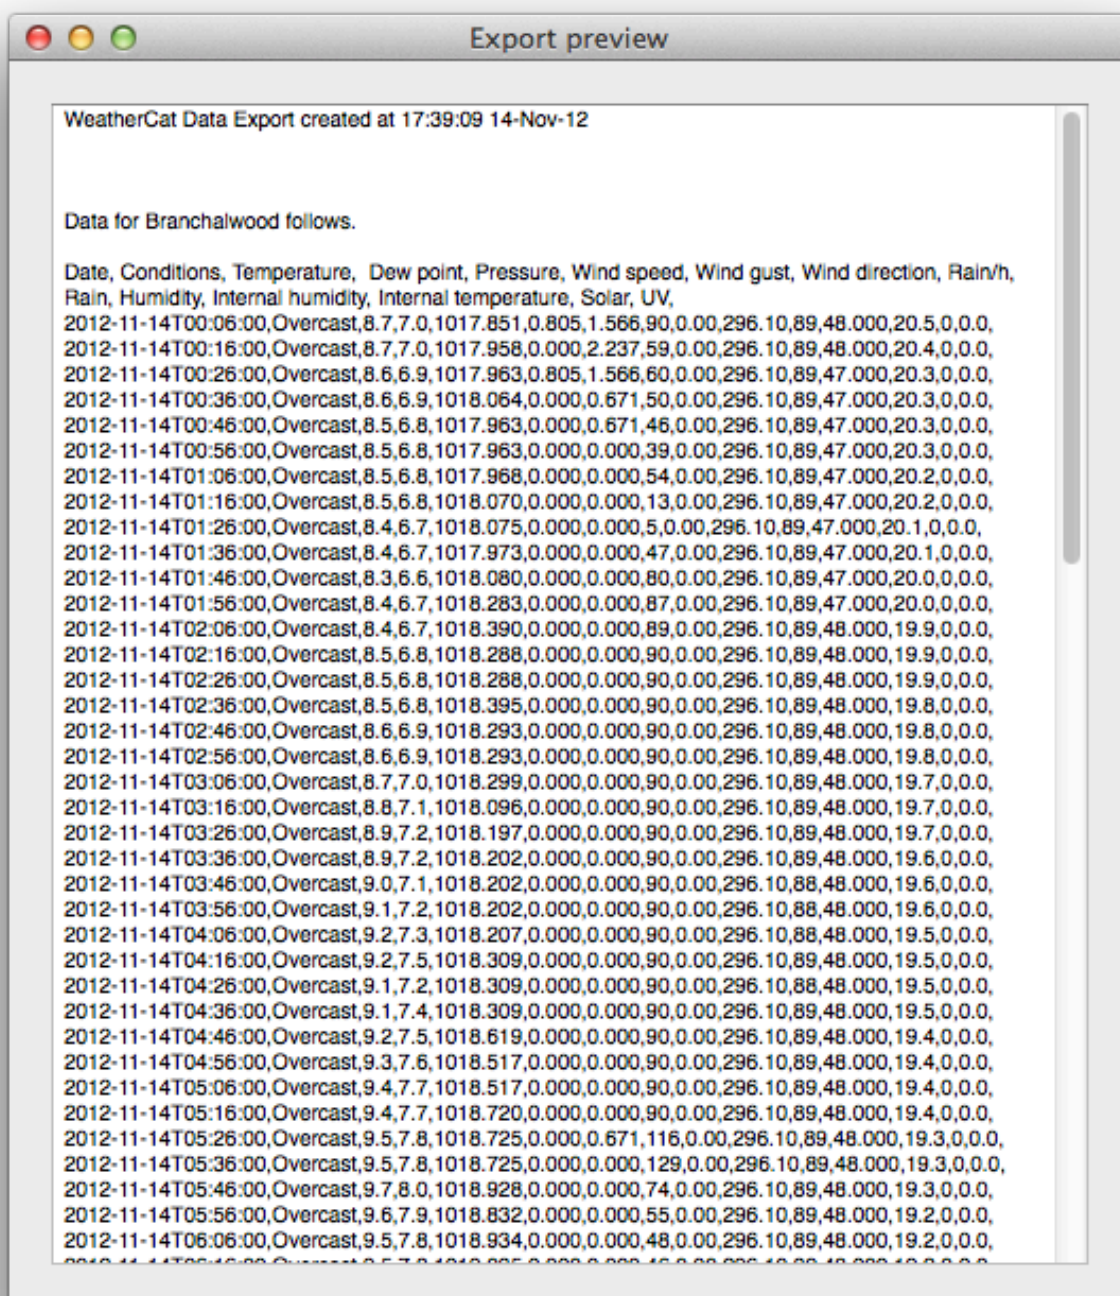 Export preview
WeatherCat Data Export created at 17:39:09 14-Nov-12
Data for Branchalwood follows.
Date, Conditions, Temperature,  Dew point, Pressure, Wind speed, Wind gust, Wind direction, Rain/h,
Rain, Humidity, Internal humidity, Internal temperature, Solar, UV,
2012-11-14T00:06:00,Overcast,8.7,7.0,1017.851,0.805,1.566,90,0.00,296.10,89,48.000,20.5,0,0.0,
2012-11-14T00:16:00,Overcast,8.7,7.0,1017.958,0.000,2.237,59,0.00,296.10,89,48.000,20.4,0,0.0,
2012-11-14T00:26:00,Overcast,8.6,6.9,1017.963,0.805,1.566,60,0.00,296.10,89,47.000,20.3,0,0.0,
2012-11-14T00:36:00,Overcast,8.6,6.9,1018.064,0.000,0.671,50,0.00,296.10,89,47.000,20.3,0,0.0,
2012-11-14T00:46:00,Overcast,8.5,6.8,1017.963,0.000,0.671,46,0.00,296.10,89,47.000,20.3,0,0.0,
2012-11-14T00:56:00,Overcast,8.5,6.8,1017.963,0.000,0.000,39,0.00,296.10,89,47.000,20.3,0,0.0,
2012-11-14T01:06:00,Overcast,8.5,6.8,1017.968,0.000,0.000,54,0.00,296.10,89,47.000,20.2,0,0.0,
2012-11-14T01:16:00,Overcast,8.5,6.8,1018.070,0.000,0.000,13,0.00,296.10,89,47.000,20.2,0,0.0,
2012-11-14T01:26:00,Overcast,8.4,6.7,1018.075,0.000,0.000,5,0.00,296.10,89,47.000,20.1,0,0.0,
2012-11-14T01:36:00,Overcast,8.4,6.7,1017.973,0.000,0.000,47,0.00,296.10,89,47.000,20.1,0,0.0,
2012-11-14T01:46:00,Overcast,8.3,6.6,1018.080,0.000,0.000,80,0.00,296.10,89,47.000,20.0,0,0.0,
2012-11-14T01:56:00,Overcast,8.4,6.7,1018.283,0.000,0.000,87,0.00,296.10,89,47.000,20.0,0,0.0,
2012-11-14T02:06:00,Overcast,8.4,6.7,1018.390,0.000,0.000,89,0.00,296.10,89,48.000,19.9,0,0.0,
2012-11-14T02:16:00,Overcast,8.5,6.8,1018.288,0.000,0.000,90,0.00,296.10,89,48.000,19.9,0,0.0,
2012-11-14T02:26:00,Overcast,8.5,6.8,1018.288,0.000,0.000,90,0.00,296.10,89,48.000,19.9,0,0.0,
2012-11-14T02:36:00,Overcast,8.5,6.8,1018.395,0.000,0.000,90,0.00,296.10,89,48.000,19.8,0,0.0,
2012-11-14T02:46:00,Overcast,8.6,6.9,1018.293,0.000,0.000,90,0.00,296.10,89,48.000,19.8,0,0.0,
2012-11-14T02:56:00,Overcast,8.6,6.9,1018.293,0.000,0.000,90,0.00,296.10,89,48.000,19.8,0,0.0,
2012-11-14T03:06:00,Overcast,8.7,7.0,1018.299,0.000,0.000,90,0.00,296.10,89,48.000,19.7,0,0.0,
2012-11-14T03:16:00,Overcast,8.8,7.1,1018.096,0.000,0.000,90,0.00,296.10,89,48.000,19.7,0,0.0,
2012-11-14T03:26:00,Overcast,8.9,7.2,1018.197,0.000,0.000,90,0.00,296.10,89,48.000,19.7,0,0.0,
2012-11-14T03:36:00,Overcast,8.9,7.2,1018.202,0.000,0.000,90,0.00,296.10,89,48.000,19.6,0,0.0,
2012-11-14T03:46:00,Overcast,9.0,7.1,1018.202,0.000,0.000,90,0.00,296.10,88,48.000,19.6,0,0.0,
2012-11-14T03:56:00,Overcast,9.1,7.2,1018.202,0.000,0.000,90,0.00,296.10,88,48.000,19.6,0,0.0,
2012-11-14T04:06:00,Overcast,9.2,7.3,1018.207,0.000,0.000,90,0.00,296.10,88,48.000,19.5,0,0.0,
2012-11-14T04:16:00,Overcast,9.2,7.5,1018.309,0.000,0.000,90,0.00,296.10,89,48.000,19.5,0,0.0,
2012-11-14T04:26:00,Overcast,9.1,7.2,1018.309,0.000,0.000,90,0.00,296.10,88,48.000,19.5,0,0.0,
2012-11-14T04:36:00,Overcast,9.1,7.4,1018.309,0.000,0.000,90,0.00,296.10,89,48.000,19.5,0,0.0,
2012-11-14T04:46:00,Overcast,9.2,7.5,1018.619,0.000,0.000,90,0.00,296.10,89,48.000,19.4,0,0.0,
2012-11-14T04:56:00,Overcast,9.3,7.6,1018.517,0.000,0.000,90,0.00,296.10,89,48.000,19.4,0,0.0,
2012-11-14T05:06:00,Overcast,9.4,7.7,1018.517,0.000,0.000,90,0.00,296.10,89,48.000,19.4,0,0.0,
2012-11-14T05:16:00,Overcast,9.4,7.7,1018.720,0.000,0.000,90,0.00,296.10,89,48.000,19.4,0,0.0,
2012-11-14T05:26:00,Overcast,9.5,7.8,1018.725,0.000,0.671,116,0.00,296.10,89,48.000,19.3,0,0.0,
2012-11-14T05:36:00,Overcast,9.5,7.8,1018.725,0.000,0.000,129,0.00,296.10,89,48.000,19.3,0,0.0,
2012-11-14T05:46:00,Overcast,9.7,8.0,1018.928,0.000,0.000,74,0.00,296.10,89,48.000,19.3,0,0.0,
2012-11-14T05:56:00,Overcast,9.6,7.9,1018.832,0.000,0.000,55,0.00,296.10,89,48.000,19.2,0,0.0,
2012-11-14T06:06:00,Overcast,9.5,7.8,1018.934,0.000,0.000,48,0.00,296.10,89,48.000,19.2,0,0.0,